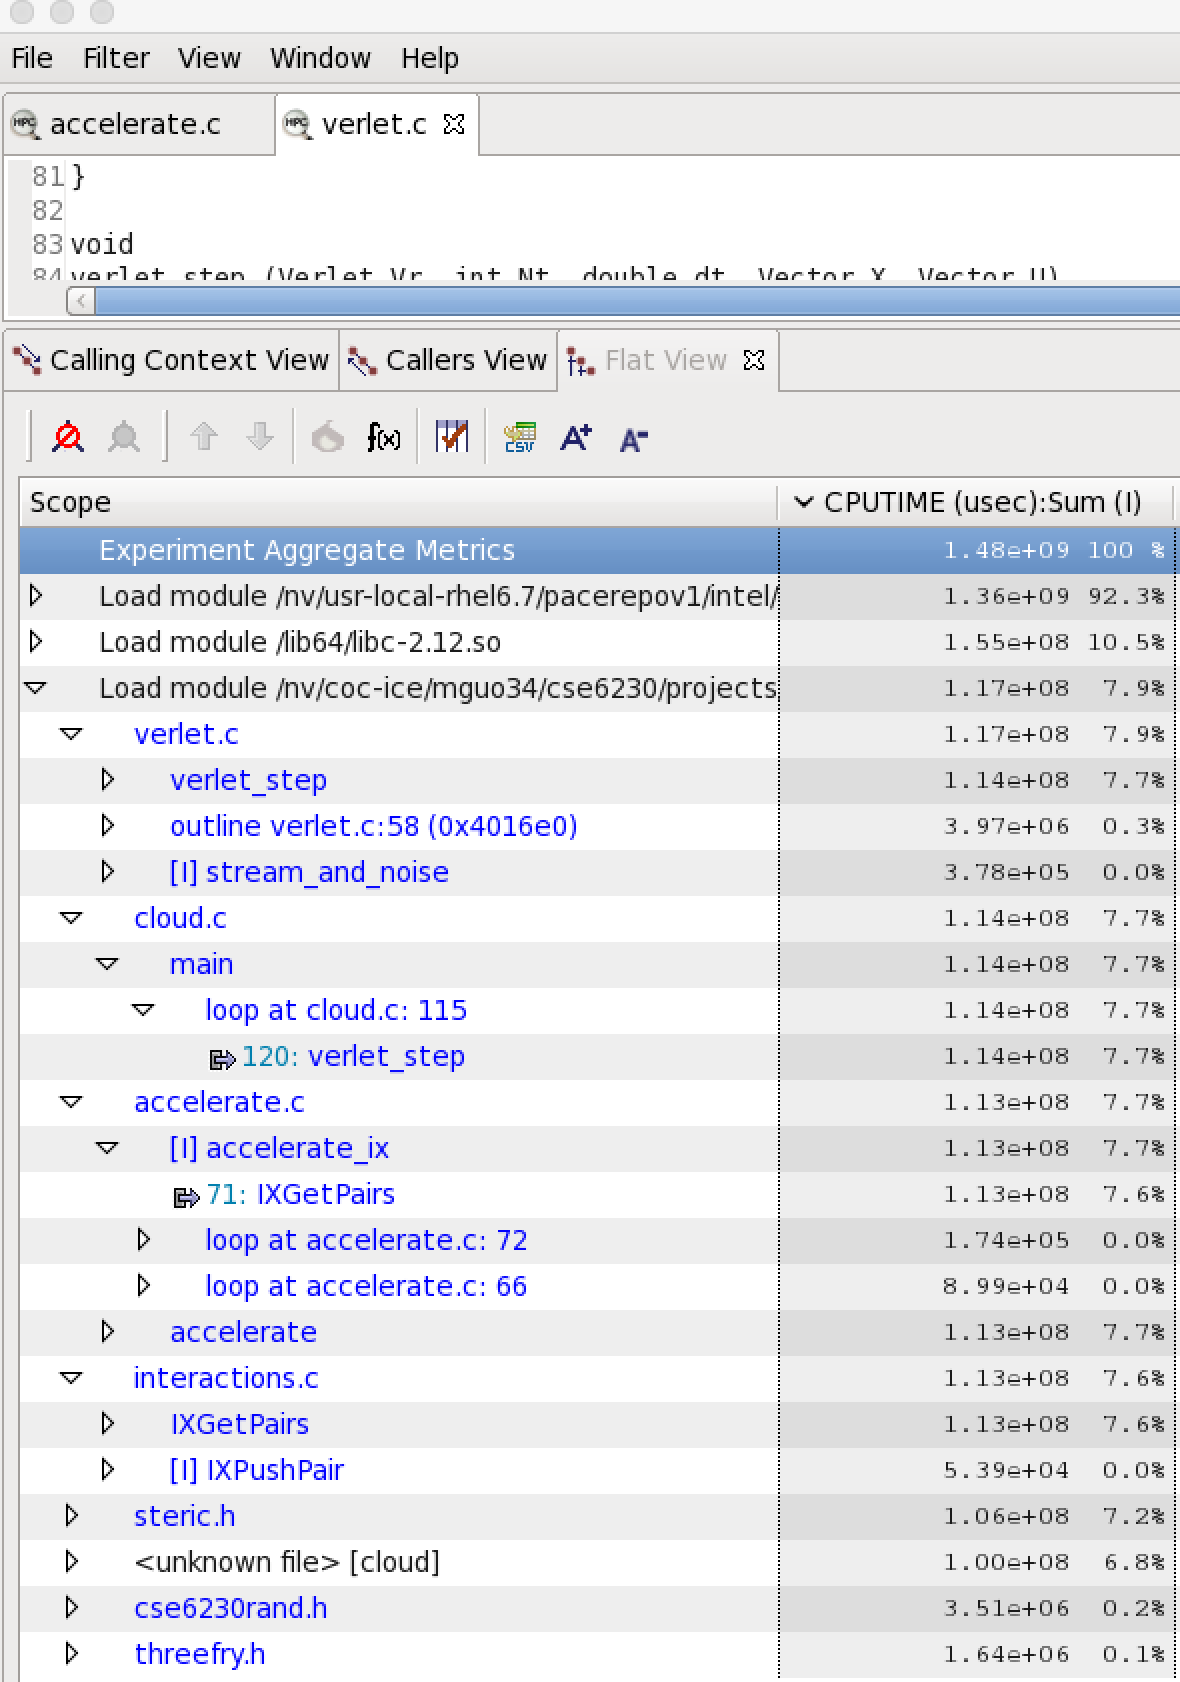 File Filter View Window Help
accelerate.c verlet.c
81 }
82
83 void
84 verlet_step (Verlet Vr, int Nt, double dt, Vector X, Vector U)
Calling Context View Callers View Flat View
f(x) CSV A+ A-
Scope CPUTIME (usec):Sum (I)
Experiment Aggregate Metrics 1.48e+09 100 %
Load module /nv/usr-local-rhel6.7/pacerepov1/intel/ 1.36e+09 92.3%
Load module /lib64/libc-2.12.so 1.55e+08 10.5%
Load module /nv/coc-ice/mguo34/cse6230/projects 1.17e+08 7.9%
verlet.c 1.17e+08 7.9%
verlet_step 1.14e+08 7.7%
outline verlet.c:58 (0x4016e0) 3.97e+06 0.3%
[I] stream_and_noise 3.78e+05 0.0%
cloud.c 1.14e+08 7.7%
main 1.14e+08 7.7%
loop at cloud.c: 115 1.14e+08 7.7%
120: verlet_step 1.14e+08 7.7%
accelerate.c 1.13e+08 7.7%
[I] accelerate_ix 1.13e+08 7.7%
71: IXGetPairs 1.13e+08 7.6%
loop at accelerate.c: 72 1.74e+05 0.0%
loop at accelerate.c: 66 8.99e+04 0.0%
accelerate 1.13e+08 7.7%
interactions.c 1.13e+08 7.6%
IXGetPairs 1.13e+08 7.6%
[I] IXPushPair 5.39e+04 0.0%
steric.h 1.06e+08 7.2%
<unknown file> [cloud] 1.00e+08 6.8%
cse6230rand.h 3.51e+06 0.2%
threefry.h 1.64e+06 0.1%